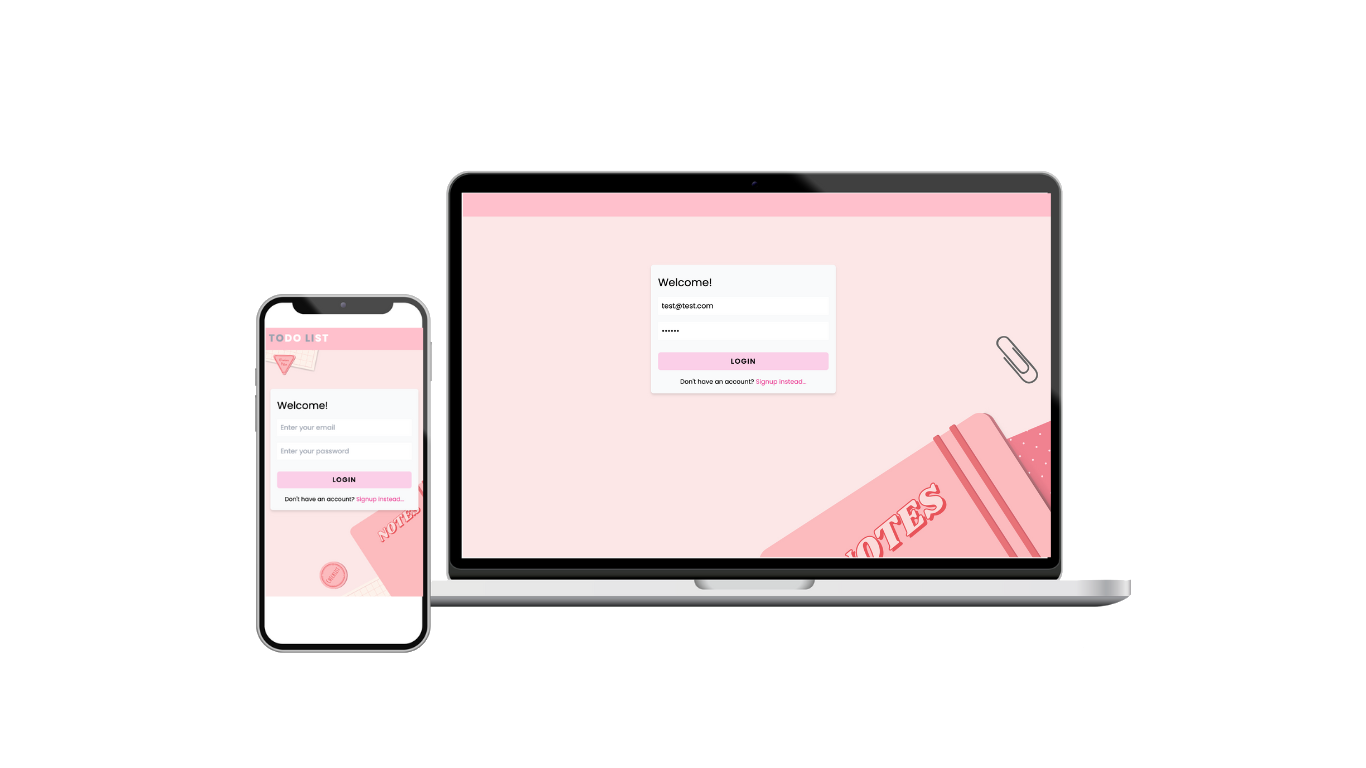 TODO LIST
Welcome!
Enter your email
Enter your password
LOGIN
Don't have an account? Signup instead...
NOTES
Welcome!
test@test.com
••••••
LOGIN
Don't have an account? Signup instead...
NOTES